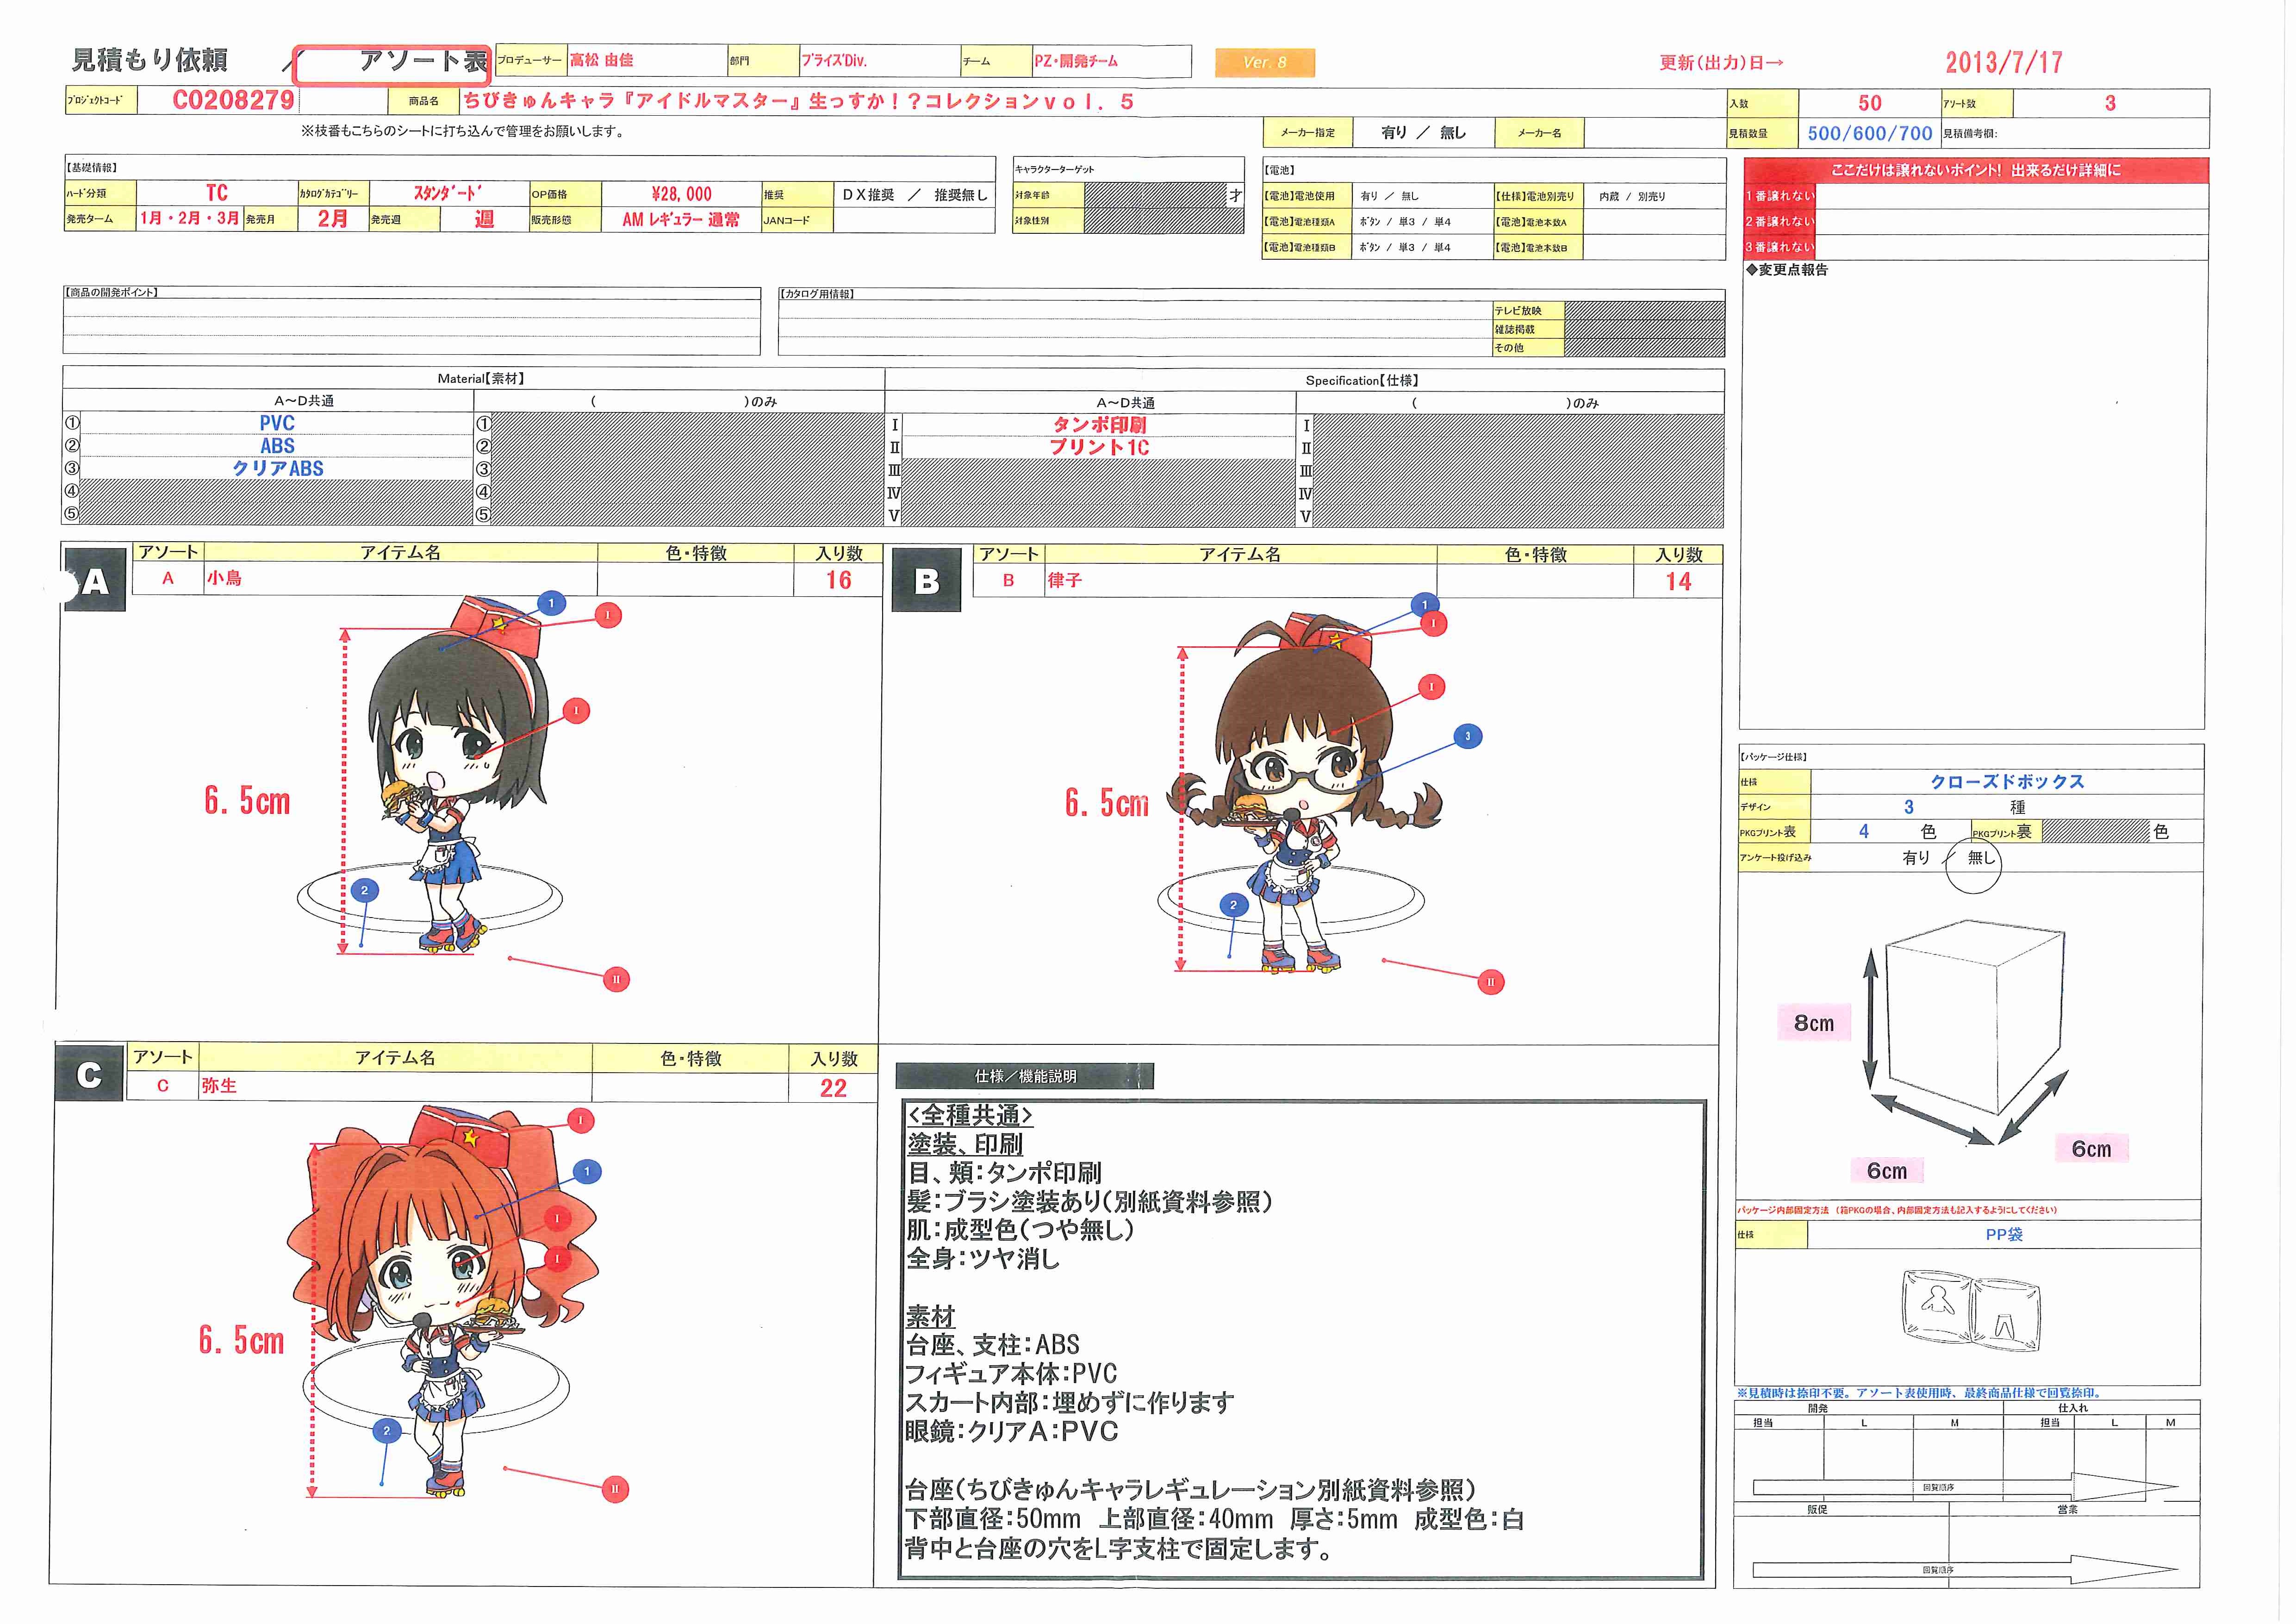 見積もり依頼 ／ アソート表 プロデューサー 高松 由佳 部門 プライズDiv. チーム PZ・開発チーム Ver. 8 更新(出力)日→ 2013/7/17
プロジェクトコード C0208279 商品名 ちびきゅんキャラ『アイドルマスター』生っすか！？コレクションvol. 5 入数 50 アソート数 3
※枝番もこちらのシートに打ち込んで管理をお願いします。 メーカー指定 有り ／ 無し メーカー名 見積数量 500/600/700 見積備考欄:
【基礎情報】 キャラクターターゲット 【電池】 ここだけは譲れないポイント! 出来るだけ詳細に
ハード分類 TC カタログカテゴリー スタンダード OP価格 ¥28,000 推奨 DX推奨 ／ 推奨無し 対象年齢 才 【電池】電池使用 有り / 無し 【仕様】電池別売り 内蔵 / 別売り 1番譲れない
発売ターム 1月・2月・3月 発売月 2月 発売週 週 販売形態 AM レギュラー 通常 JANコード 対象性別 【電池】電池種類A ボタン / 単3 / 単4 【電池】電池本数A 2番譲れない
【電池】電池種類B ボタン / 単3 / 単4 【電池】電池本数B 3番譲れない
◆変更点報告
【商品の開発ポイント】 【カタログ用情報】
テレビ放映
雑誌掲載
その他
Material【素材】 Specification【仕様】
A～D共通 ( )のみ A～D共通 ( )のみ
① PVC ① Ⅰ タンポ印刷 Ⅰ
② ABS ② Ⅱ プリント1C Ⅱ
③ クリアABS ③ Ⅲ Ⅲ
④ ④ Ⅳ Ⅳ
⑤ ⑤ Ⅴ Ⅴ
A アソート アイテム名 色・特徴 入り数
A 小鳥 16
1
I
I
6. 5cm
2
II
B アソート アイテム名 色・特徴 入り数
B 律子 14
1
I
I
3
6. 5cm
2
II
C アソート アイテム名 色・特徴 入り数
C 弥生 22
I
1
I
I
6. 5cm
2
II
仕様／機能説明
<全種共通>
塗装、印刷
目、頬：タンポ印刷
髪：ブラシ塗装あり(別紙資料参照)
肌：成型色(つや無し)
全身：ツヤ消し
素材
台座、支柱：ABS
フィギュア本体：PVC
スカート内部：埋めずに作ります
眼鏡：クリアA：PVC
台座(ちびきゅんキャラレギュレーション別紙資料参照)
下部直径：50mm 上部直径：40mm 厚さ：5mm 成型色：白
背中と台座の穴をL字支柱で固定します。
【パッケージ仕様】
仕様 クローズドボックス
デザイン 3 種
PKGプリント表 4 色 PKGプリント裏 色
アンケート投げ込み 有り ／ 無し
8cm
6cm
6cm
パッケージ内部固定方法 (箱PKGの場合、内部固定方法も記入するようにしてください)
仕様 PP袋
※見積時は捺印不要。アソート表使用時、最終商品仕様で回覧捺印。
開発 仕入れ
担当 L M 担当 L M
回覧順序
販促 営業
回覧順序